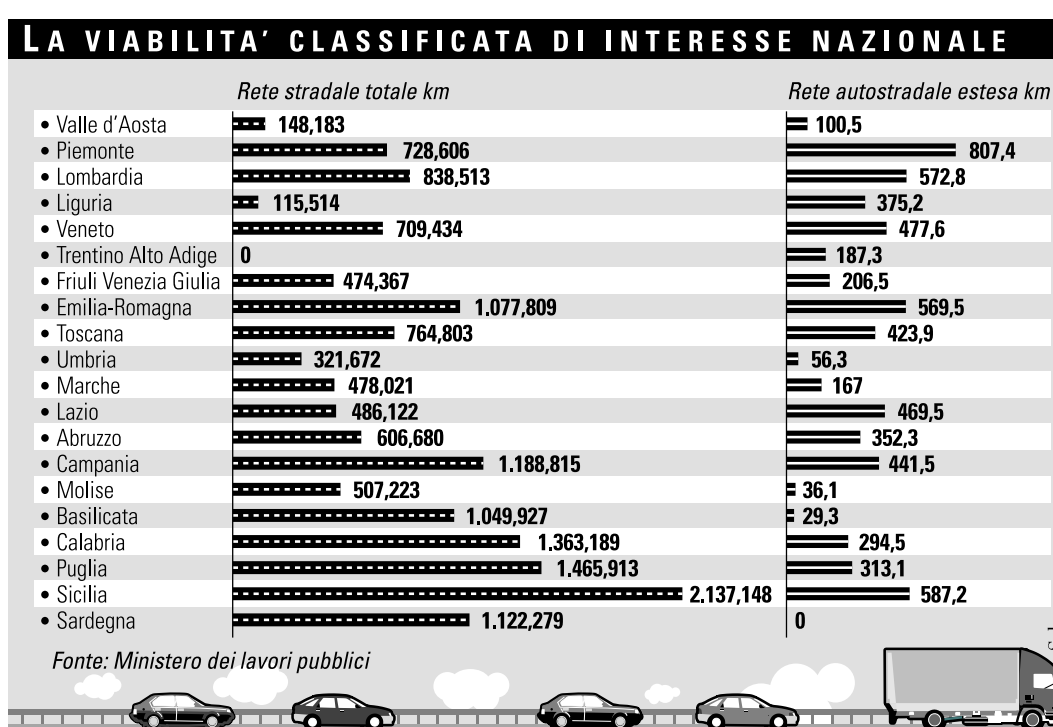 LA VIABILITA' CLASSIFICATA DI INTERESSE NAZIONALE
Rete stradale totale km Rete autostradale estesa km
• Valle d'Aosta 148,183 100,5
• Piemonte 728,606 807,4
• Lombardia 838,513 572,8
• Liguria 115,514 375,2
• Veneto 709,434 477,6
• Trentino Alto Adige 0 187,3
• Friuli Venezia Giulia 474,367 206,5
• Emilia-Romagna 1.077,809 569,5
• Toscana 764,803 423,9
• Umbria 321,672 56,3
• Marche 478,021 167
• Lazio 486,122 469,5
• Abruzzo 606,680 352,3
• Campania 1.188,815 441,5
• Molise 507,223 36,1
• Basilicata 1.049,927 29,3
• Calabria 1.363,189 294,5
• Puglia 1.465,913 313,1
• Sicilia 2.137,148 587,2
• Sardegna 1.122,279 0
Fonte: Ministero dei lavori pubblici